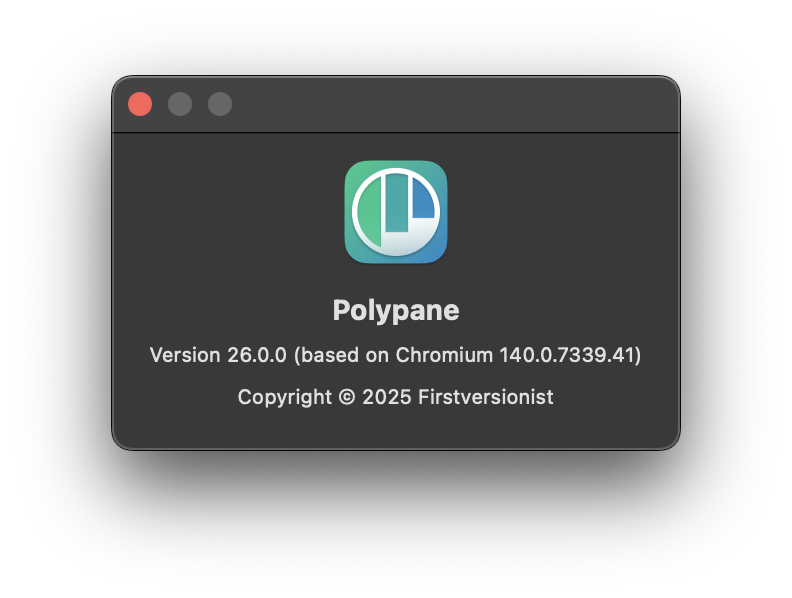 Polypane
Version 26.0.0 (based on Chromium 140.0.7339.41)
Copyright © 2025 Firstversionist